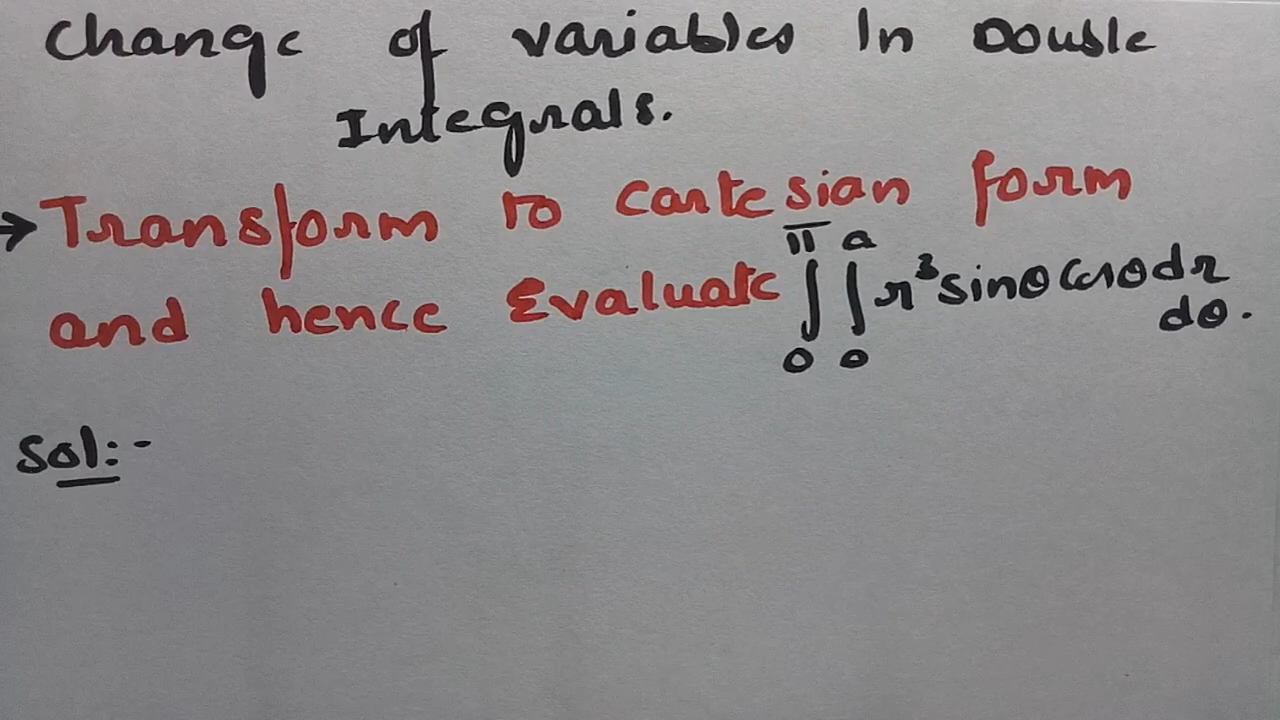 Change of variables In Double
Integrals.
→ Transform to cartesian form
and hence Evaluate ∫₀^π ∫₀^a r³ sinθ cosθ dr
dθ.
Sol:-